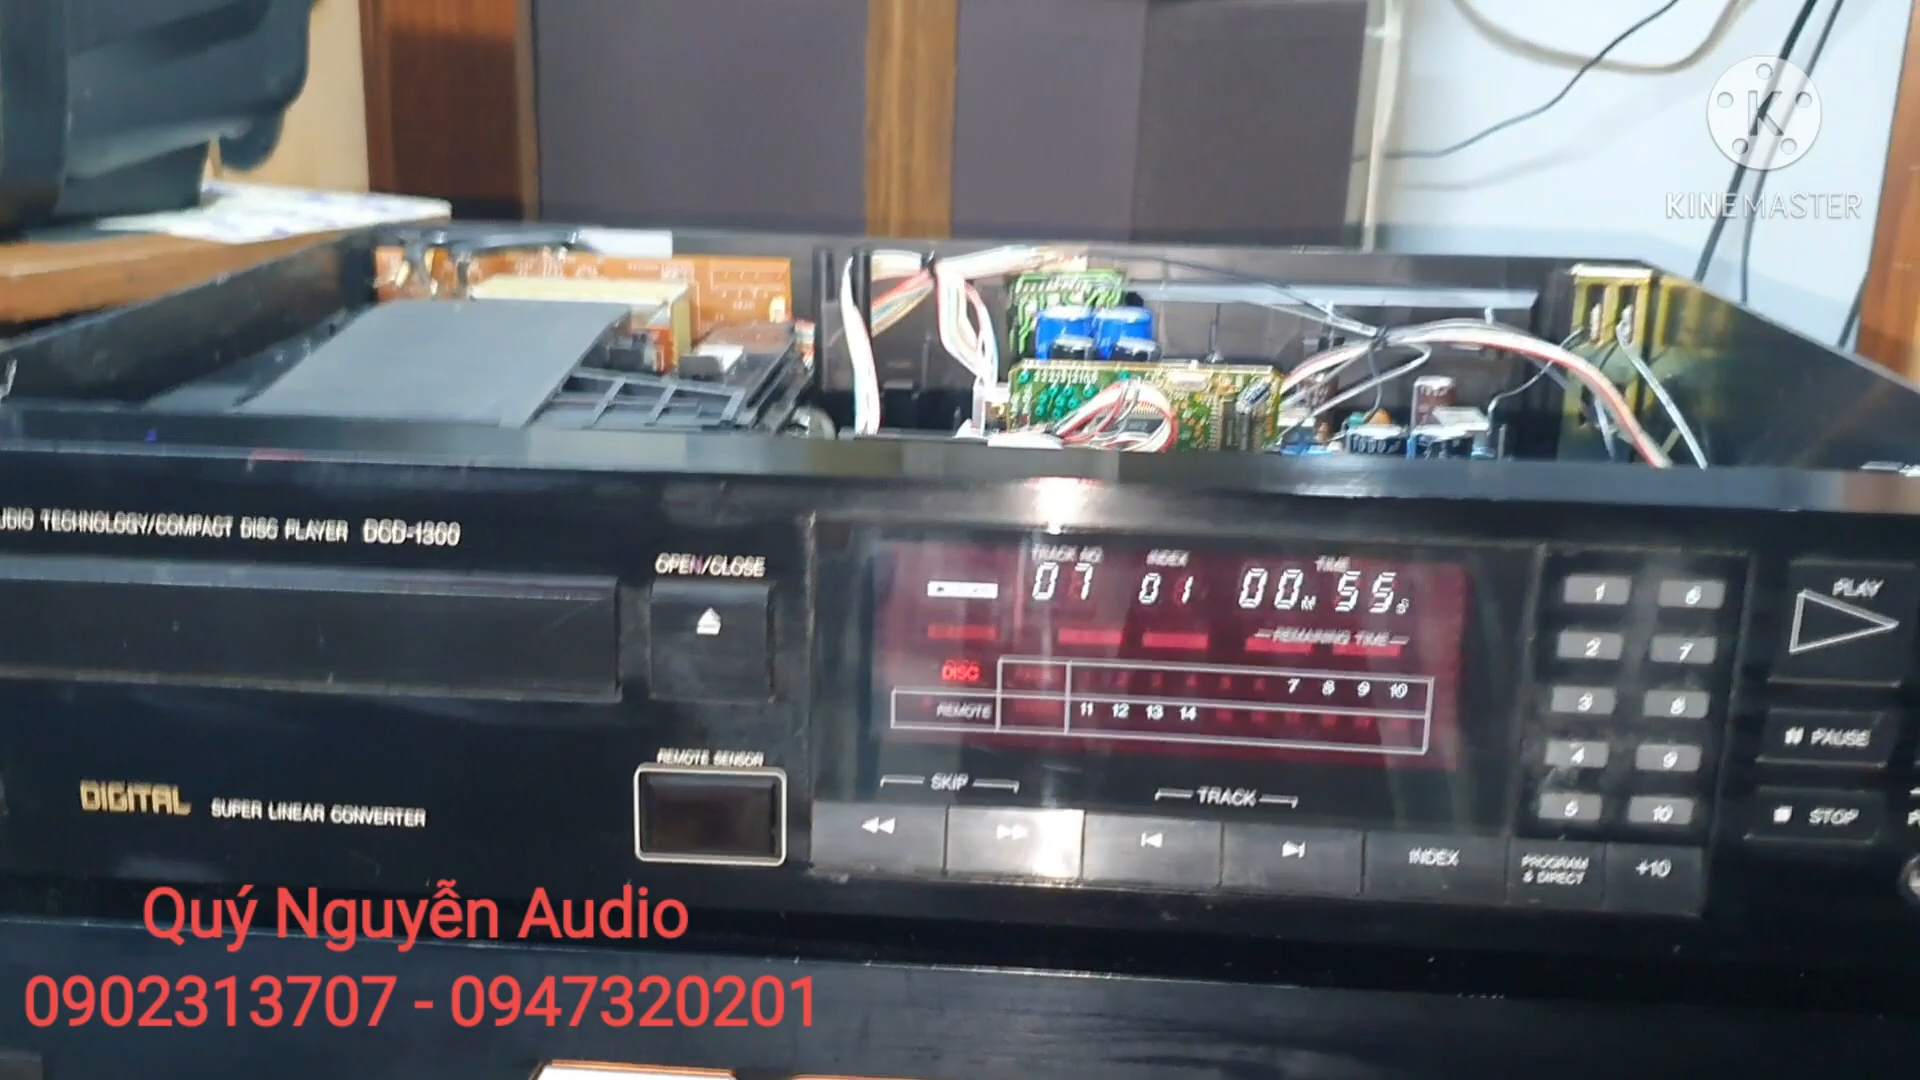 KINEMASTER
AUDIO TECHNOLOGY/COMPACT DISC PLAYER DCD-1300
OPEN/CLOSE
TRACK NO. INDEX TIME
07 01 00M 55S
REMAINING TIME
DISC
7 8 9 10
REMOTE
11 12 13 14
REMOTE SENSOR
DIGITAL SUPER LINEAR CONVERTER
SKIP
TRACK
INDEX
PROGRAM & DIRECT
+10
1 6
2 7
3 8
4 9
5 10
PLAY
PAUSE
STOP
Quý Nguyễn Audio
0902313707 - 0947320201